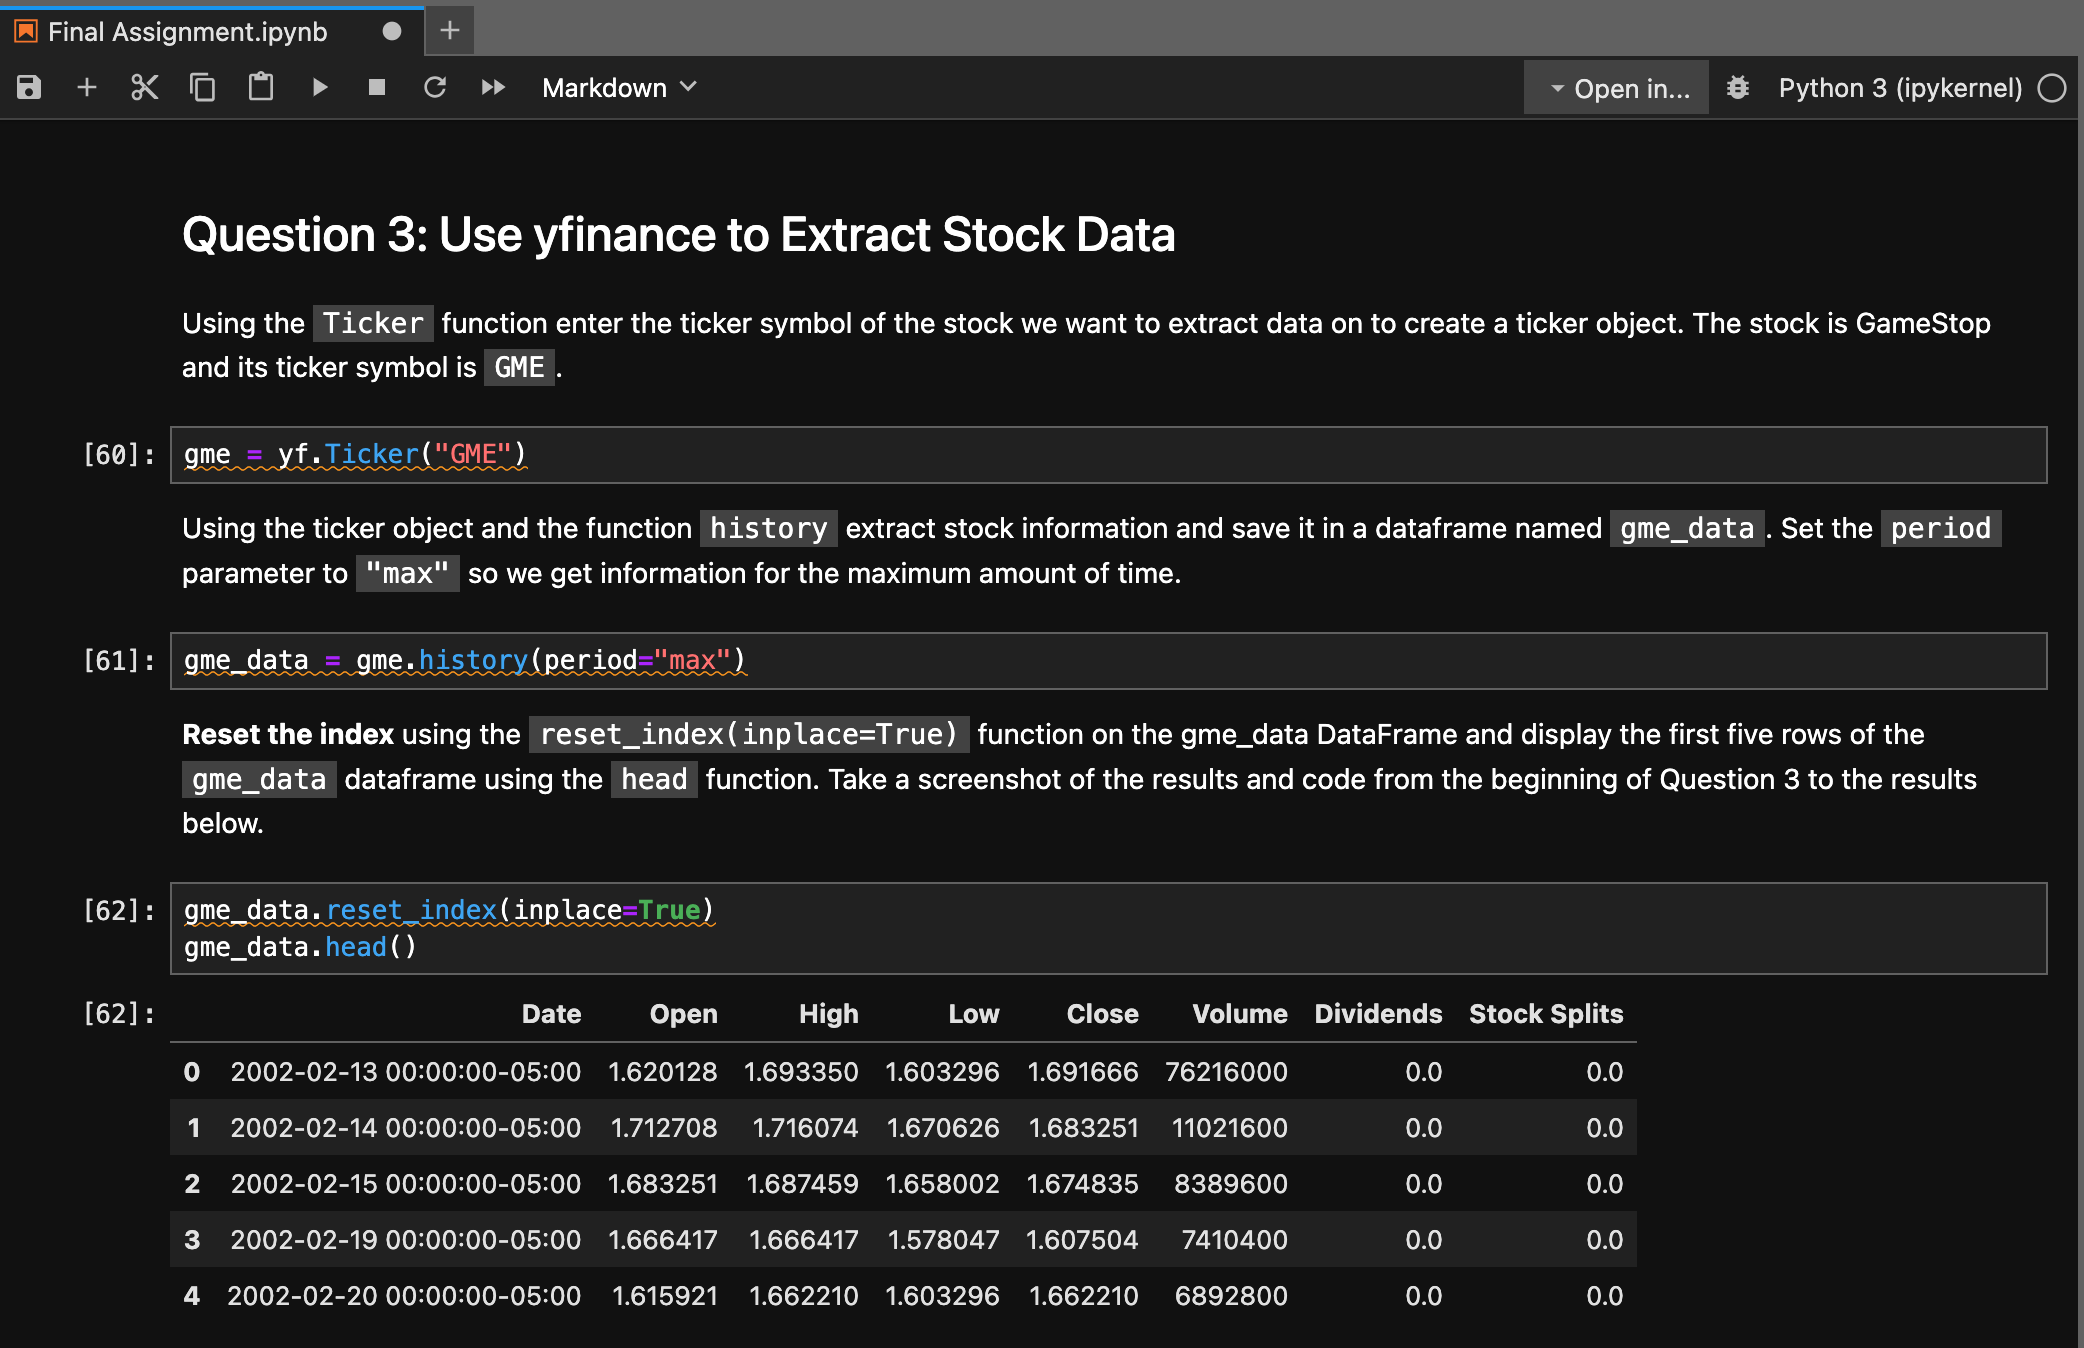 Final Assignment.ipynb
Markdown
Open in...
Python 3 (ipykernel)
Question 3: Use yfinance to Extract Stock Data
Using the Ticker function enter the ticker symbol of the stock we want to extract data on to create a ticker object. The stock is GameStop
and its ticker symbol is GME .
[60]: gme = yf.Ticker("GME")
Using the ticker object and the function history extract stock information and save it in a dataframe named gme_data . Set the period
parameter to "max" so we get information for the maximum amount of time.
[61]: gme_data = gme.history(period="max")
Reset the index using the reset_index(inplace=True) function on the gme_data DataFrame and display the first five rows of the
gme_data dataframe using the head function. Take a screenshot of the results and code from the beginning of Question 3 to the results
below.
[62]: gme_data.reset_index(inplace=True)
gme_data.head()
[62]: Date Open High Low Close Volume Dividends Stock Splits
0 2002-02-13 00:00:00-05:00 1.620128 1.693350 1.603296 1.691666 76216000 0.0 0.0
1 2002-02-14 00:00:00-05:00 1.712708 1.716074 1.670626 1.683251 11021600 0.0 0.0
2 2002-02-15 00:00:00-05:00 1.683251 1.687459 1.658002 1.674835 8389600 0.0 0.0
3 2002-02-19 00:00:00-05:00 1.666417 1.666417 1.578047 1.607504 7410400 0.0 0.0
4 2002-02-20 00:00:00-05:00 1.615921 1.662210 1.603296 1.662210 6892800 0.0 0.0